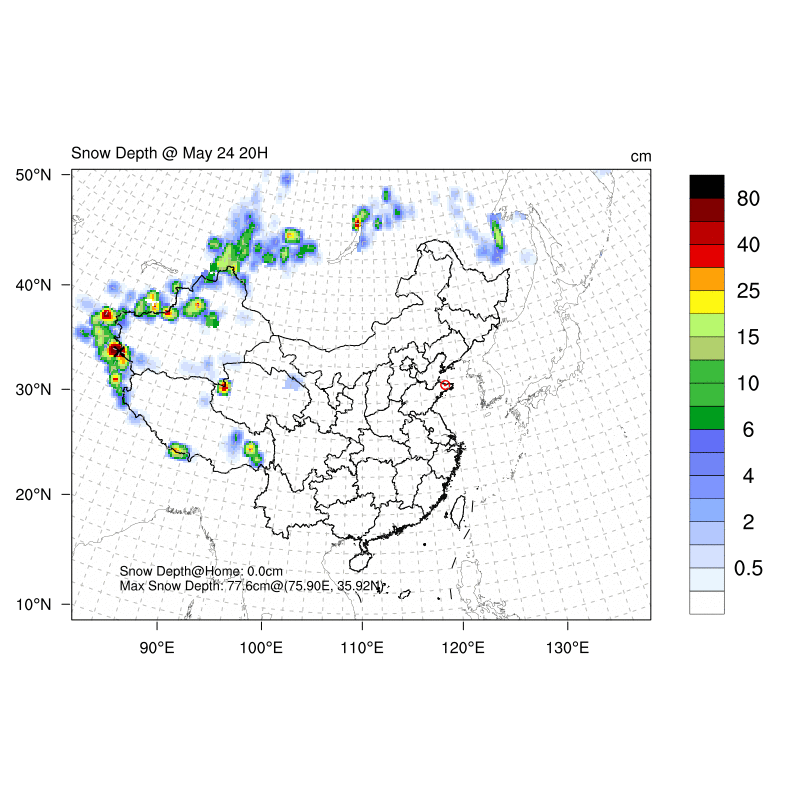 Snow Depth @ May 24 20H
cm
50°N
40°N
30°N
20°N
10°N
90°E
100°E
110°E
120°E
130°E
Snow Depth@Home: 0.0cm
Max Snow Depth: 77.6cm@(75.90E, 35.92N)
80
40
25
15
10
6
4
2
0.5